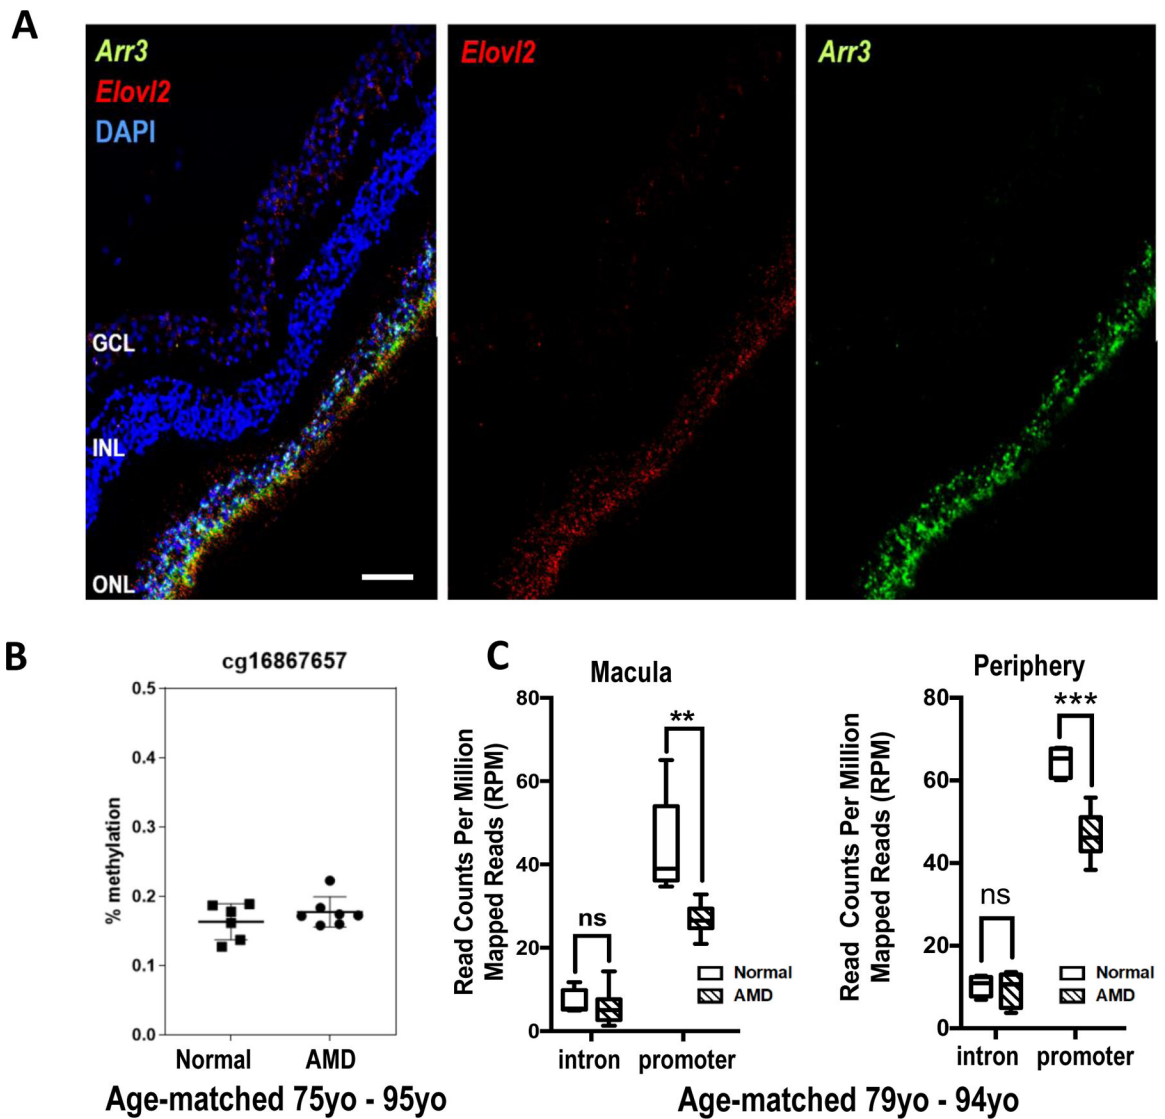 A
Arr3
Elovl2
DAPI
GCL
INL
ONL
Elovl2
Arr3
B
cg16867657
% methylation
0.5
0.4
0.3
0.2
0.1
0.0
Normal
AMD
Age-matched 75yo - 95yo
C
Macula
Read Counts Per Million
Mapped Reads (RPM)
80
60
40
20
0
ns
**
Normal
AMD
intron
promoter
Periphery
Read Counts Per Million
Mapped Reads (RPM)
80
60
40
20
0
ns
***
Normal
AMD
intron
promoter
Age-matched 79yo - 94yo